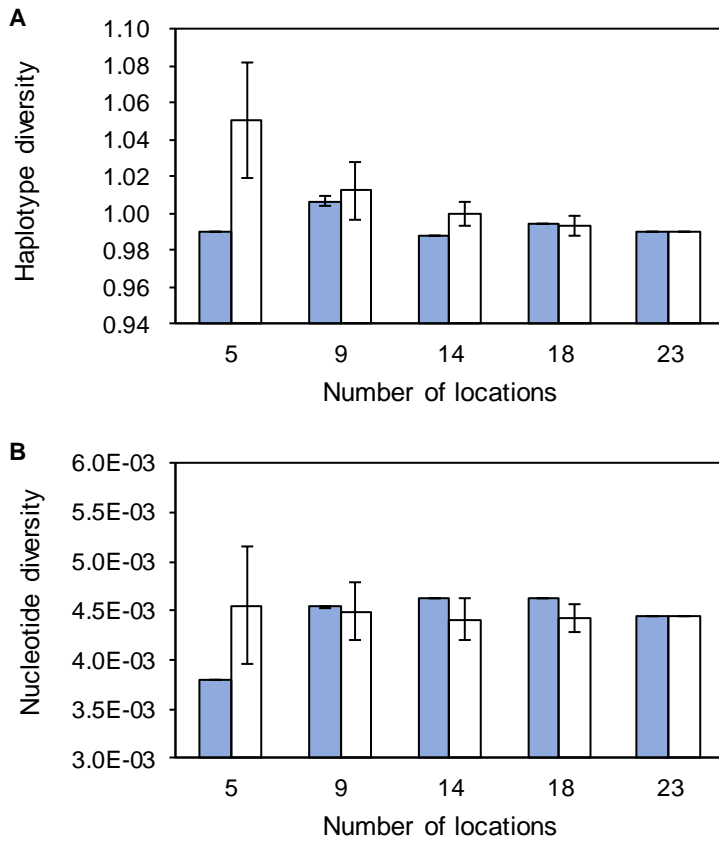 A
Haplotype diversity
1.10
1.08
1.06
1.04
1.02
1.00
0.98
0.96
0.94
5 9 14 18 23
Number of locations
B
Nucleotide diversity
6.0E-03
5.5E-03
5.0E-03
4.5E-03
4.0E-03
3.5E-03
3.0E-03
5 9 14 18 23
Number of locations